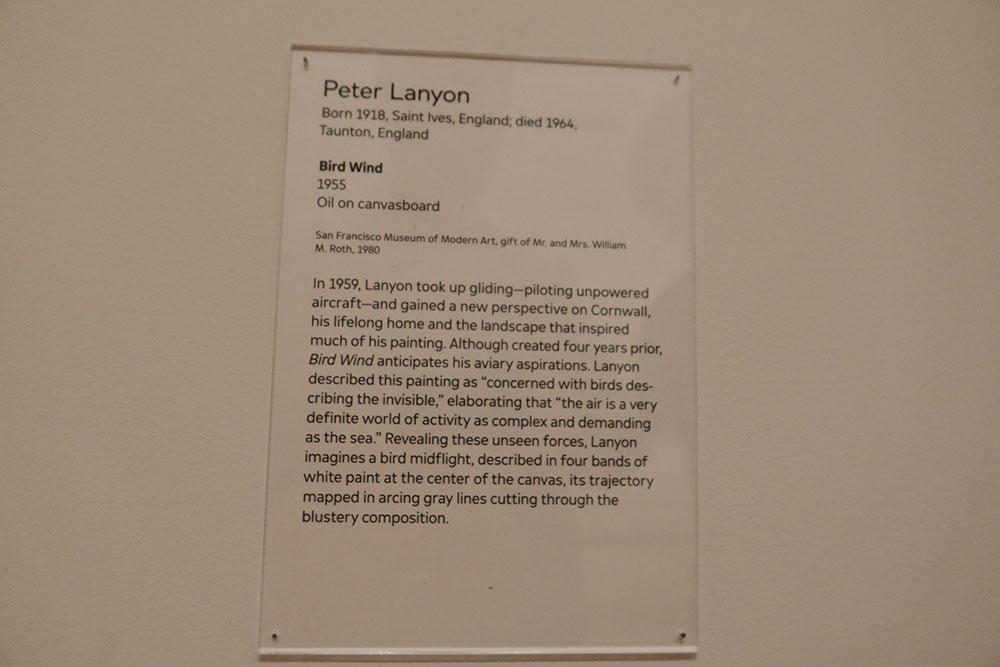 Peter Lanyon
Born 1918, Saint Ives, England; died 1964,
Taunton, England
Bird Wind
1955
Oil on canvasboard
San Francisco Museum of Modern Art, gift of Mr. and Mrs. William
M. Roth, 1980
In 1959, Lanyon took up gliding—piloting unpowered
aircraft—and gained a new perspective on Cornwall,
his lifelong home and the landscape that inspired
much of his painting. Although created four years prior,
Bird Wind anticipates his aviary aspirations. Lanyon
described this painting as “concerned with birds des-
cribing the invisible,” elaborating that “the air is a very
definite world of activity as complex and demanding
as the sea.” Revealing these unseen forces, Lanyon
imagines a bird midflight, described in four bands of
white paint at the center of the canvas, its trajectory
mapped in arcing gray lines cutting through the
blustery composition.